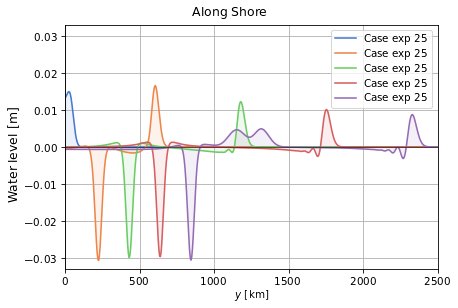 Along Shore
Water level [m]
0.03
0.02
0.01
0.00
−0.01
−0.02
−0.03
Case exp 25
Case exp 25
Case exp 25
Case exp 25
Case exp 25
0 500 1000 1500 2000 2500
y [km]